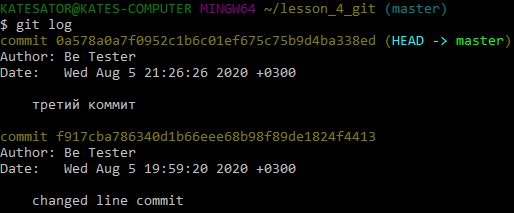 KATESATOR@KATES-COMPUTER MINGW64 ~/lesson_4_git (master)
$ git log
commit 0a578a0a7f0952c1b6c01ef675c75b9d4ba338ed (HEAD -> master)
Author: Be Tester
Date:   Wed Aug 5 21:26:26 2020 +0300
третий коммит
commit f917cba786340d1b66eee68b98f89de1824f4413
Author: Be Tester
Date:   Wed Aug 5 19:59:20 2020 +0300
changed line commit